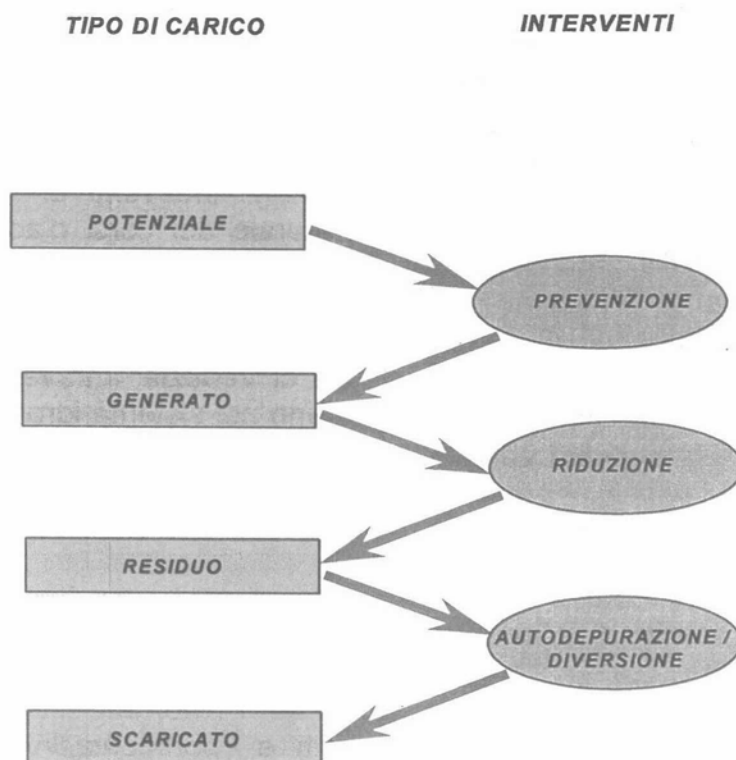 TIPO DI CARICO
INTERVENTI
POTENZIALE
PREVENZIONE
GENERATO
RIDUZIONE
RESIDUO
AUTODEPURAZIONE /
DIVERSIONE
SCARICATO